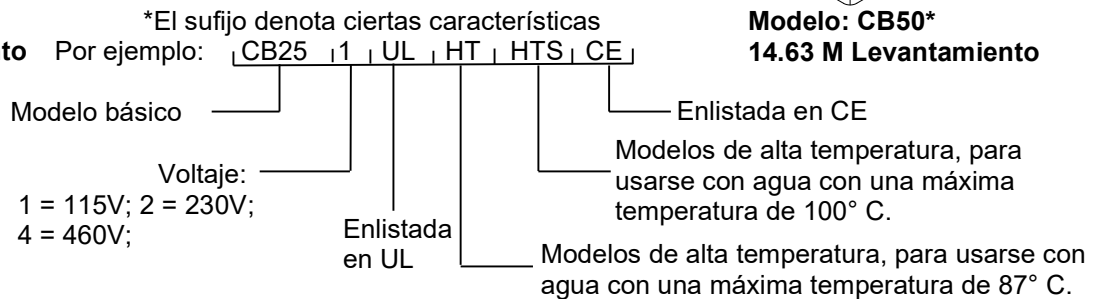 *El sufijo denota ciertas características
Modelo: CB50*
Por ejemplo: CB25 1 UL HT HTS CE
14.63 M Levantamiento
Modelo básico
Enlistada en CE
Voltaje:
1 = 115V; 2 = 230V;
4 = 460V;
Enlistada
en UL
Modelos de alta temperatura, para
usarse con agua con una máxima
temperatura de 100° C.
Modelos de alta temperatura, para usarse con
agua con una máxima temperatura de 87° C.